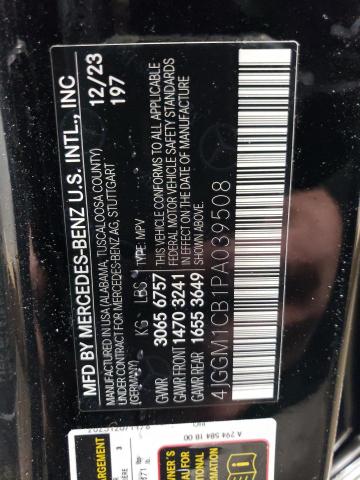 MFD BY MERCEDES-BENZ U.S. INTL., INC
MANUFACTURED IN USA (ALABAMA, TUSCALOOSA COUNTY)
UNDER CONTRACT FOR MERCEDES-BENZ AG, STUTTGART
(GERMANY)
12/23
197
TYPE: MPV
KG LBS
GVWR 3065 6757
GAWR FRONT 1470 3241
GAWR REAR 1655 3649
THIS VEHICLE CONFORMS TO ALL APPLICABLE
FEDERAL MOTOR VEHICLE SAFETY STANDARDS
IN EFFECT ON THE DATE OF MANUFACTURE
SHOWN ABOVE.
4JGGM1CB1PA039508
A 294 584 18 00